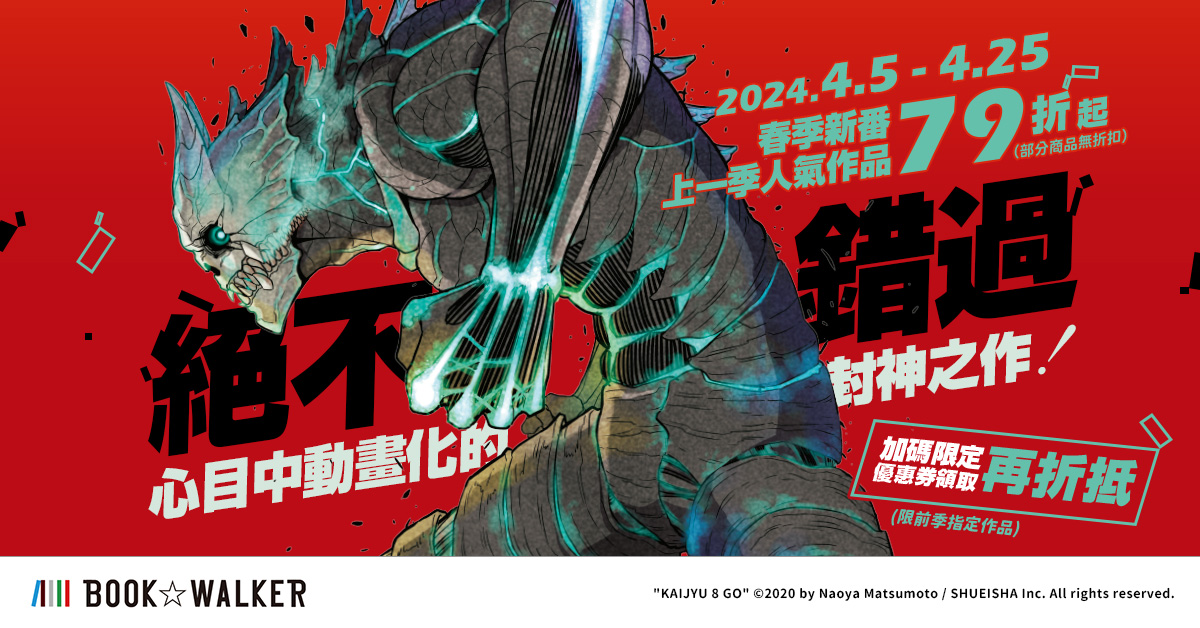 2024.4.5 - 4.25
春季新番
上一季人氣作品
79折起
(部分商品無折扣)
絕不錯過
心目中動畫化的封神之作!
加碼限定
優惠券領取
再折抵
(限前季指定作品)
BOOK☆WALKER
"KAIJYU 8 GO" ©2020 by Naoya Matsumoto / SHUEISHA Inc. All rights reserved.